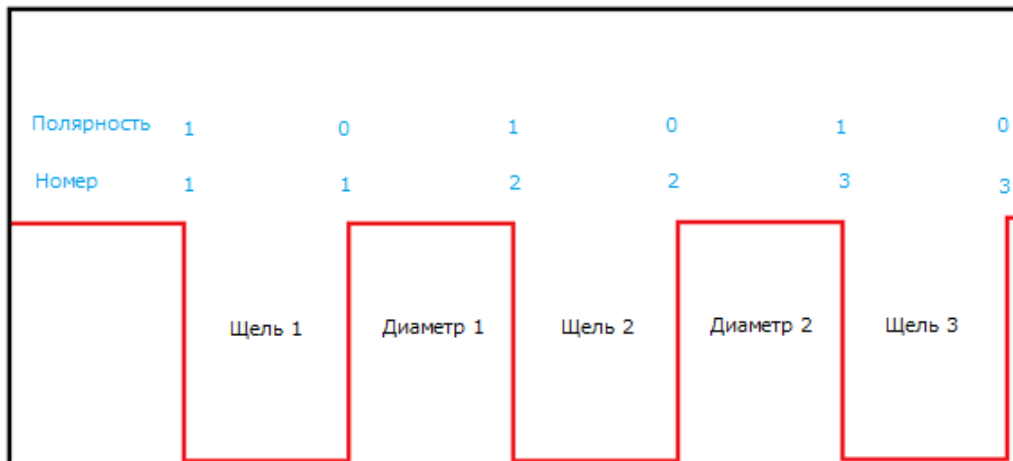 Полярность 1 0 1 0 1 0
Номер 1 1 2 2 3 3
Щель 1 Диаметр 1 Щель 2 Диаметр 2 Щель 3